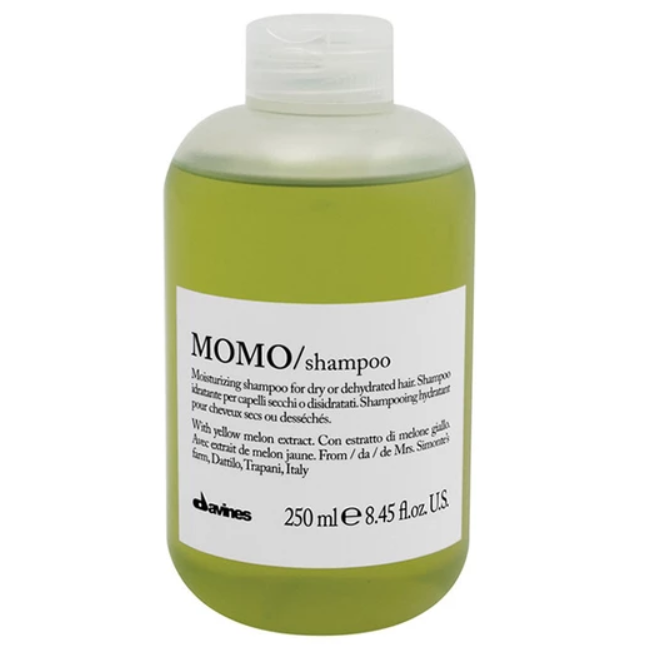 MOMO/shampoo
Moisturizing shampoo for dry or dehydrated hair. Shampoo
idratante per capelli secchi o disidratati. Shampooing hydratant
pour cheveux secs ou desséchés.
With yellow melon extract. Con estratto di melone giallo.
Avec extrait de melon jaune. From / da / de Mrs. Simonte's
farm, Dattilo, Trapani, Italy
davines
250 ml ℮ 8.45 fl.oz. U.S.